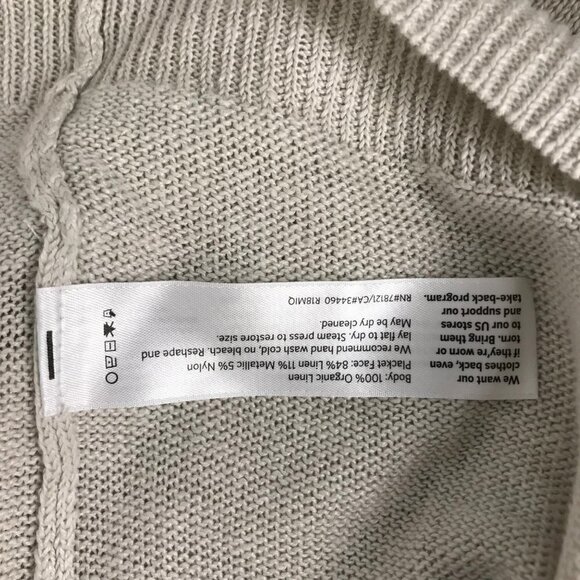 We want our
clothes back, even
if they're worn or
torn. Bring them
to our US stores
and support our
take-back program.
Body: 100% Organic Linen
Placket Face: 84% Linen 11% Metallic 5% Nylon
We recommend hand wash cold, no bleach. Reshape and
lay flat to dry. Steam press to restore size.
May be dry cleaned.
RN#78121/CA#34460 R18MIQ